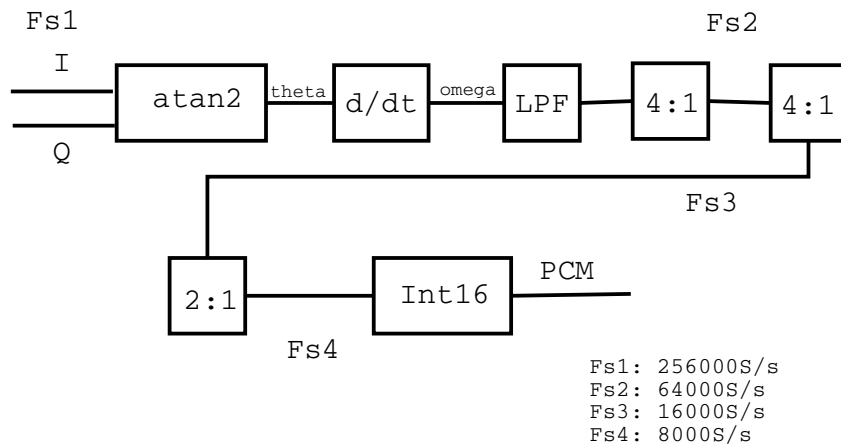 Fs1
Fs2
I
atan2
theta
d/dt
omega
LPF
4:1
4:1
Q
Fs3
2:1
Int16
PCM
Fs4
Fs1: 256000S/s
Fs2: 64000S/s
Fs3: 16000S/s
Fs4: 8000S/s